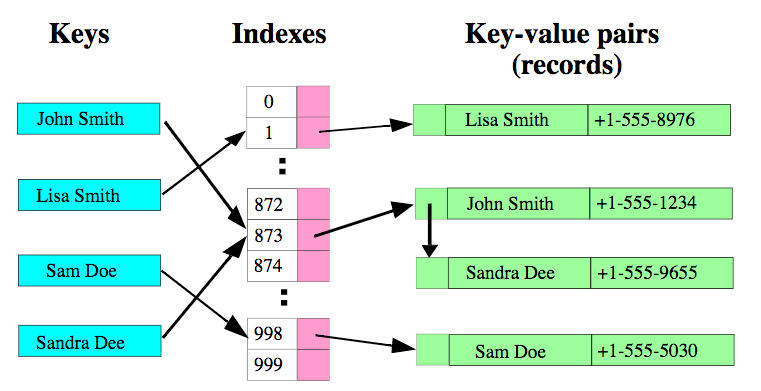 Keys
Indexes
Key-value pairs
(records)
John Smith
Lisa Smith
Sam Doe
Sandra Dee
0
1
:
872
873
874
:
998
999
Lisa Smith +1-555-8976
John Smith +1-555-1234
Sandra Dee +1-555-9655
Sam Doe +1-555-5030